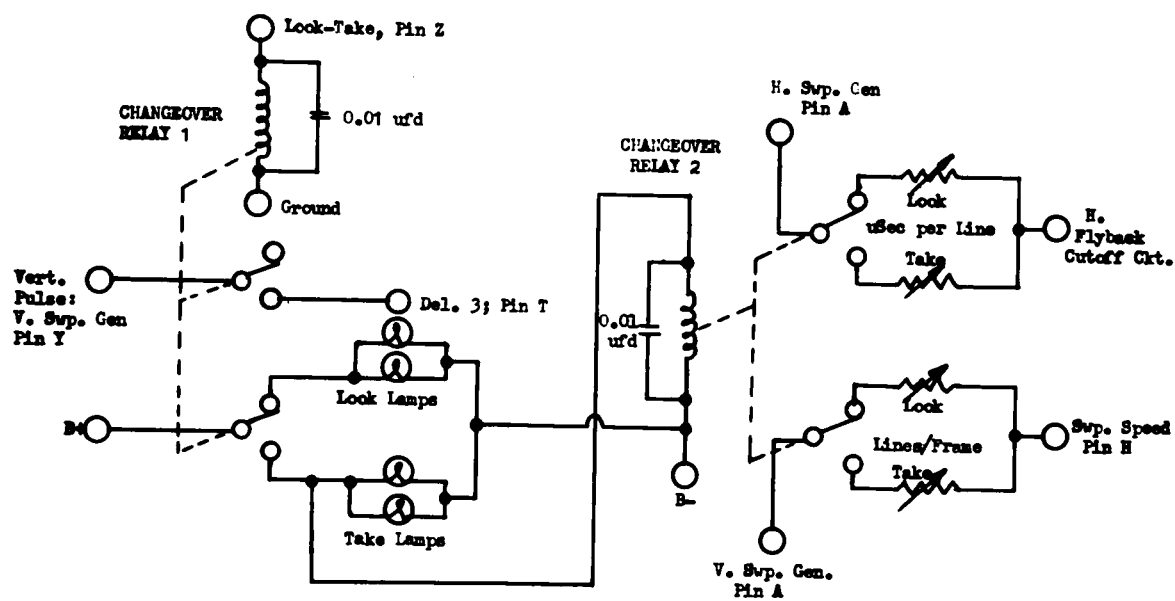 Look-Take, Pin Z
CHANGEOVER
RELAY 1
0.01 ufd
Ground
H. Swp. Gen
Pin A
CHANGEOVER
RELAY 2
Look
uSec per Line
Take
H.
Flyback
Cutoff Ckt.
Vert.
Pulse:
V. Swp. Gen
Pin Y
Del. 3; Pin T
0.01
ufd
Look Lamps
B+
Look
Lines/Frame
Take
Swp. Speed
Pin H
Take Lamps
B-
V. Swp. Gen.
Pin A